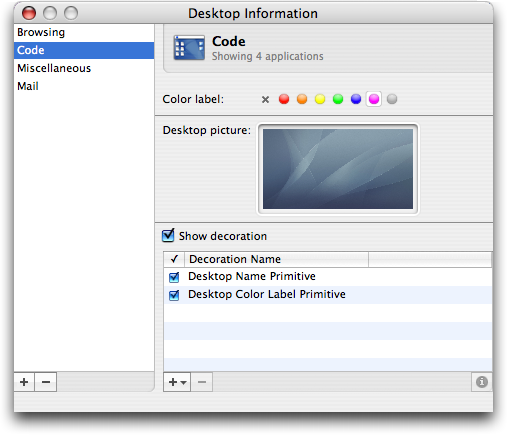 Desktop Information
Browsing
Code
Miscellaneous
Mail
Code
Showing 4 applications
Color label:
Desktop picture:
Show decoration
Decoration Name
Desktop Name Primitive
Desktop Color Label Primitive